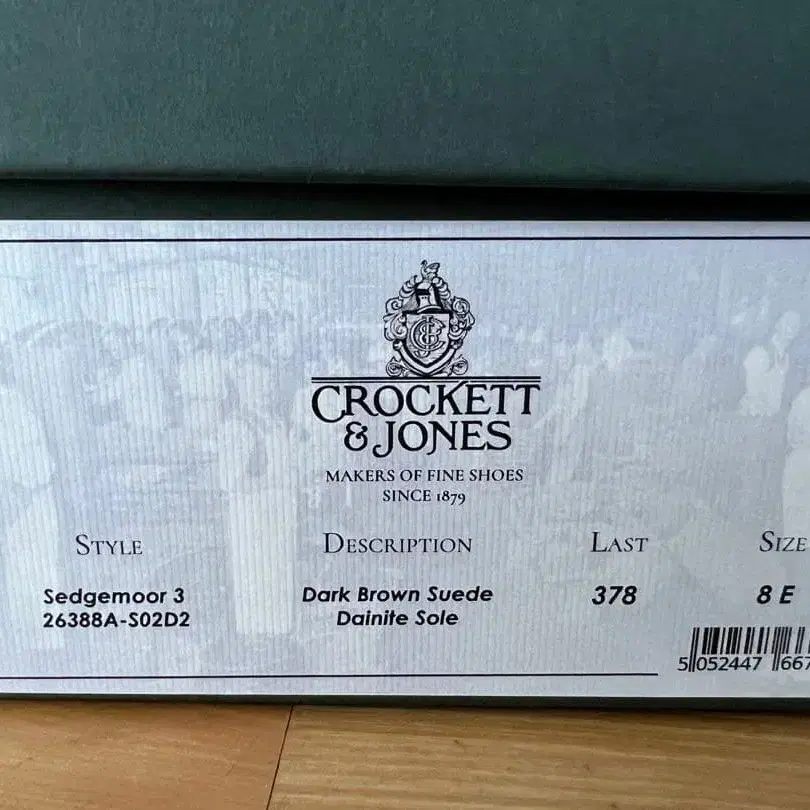 CROCKETT
& JONES
MAKERS OF FINE SHOES
SINCE 1879
STYLE DESCRIPTION LAST SIZE
Sedgemoor 3 Dark Brown Suede 378 8 E
26388A-S02D2 Dainite Sole
5 052447 667